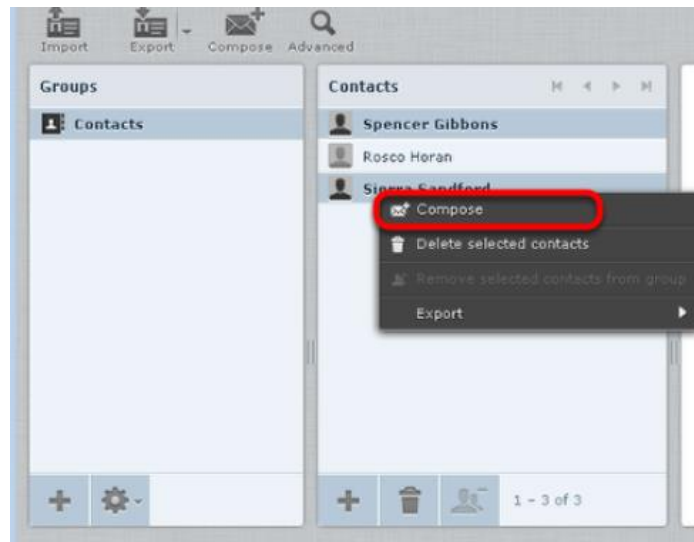 Import Export Compose Advanced
Groups
Contacts
Contacts
Spencer Gibbons
Rosco Horan
Sierra Sandford
Compose
Delete selected contacts
Remove selected contacts from group
Export
1 - 3 of 3